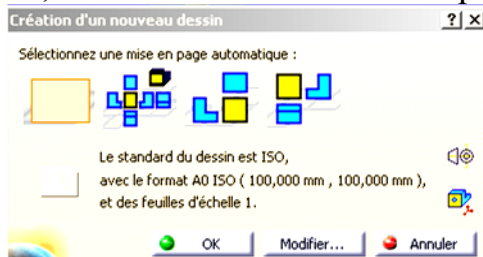 Création d'un nouveau dessin
Sélectionnez une mise en page automatique :
Le standard du dessin est ISO,
avec le format A0 ISO ( 100,000 mm , 100,000 mm ),
et des feuilles d'échelle 1.
OK Modifier... Annuler